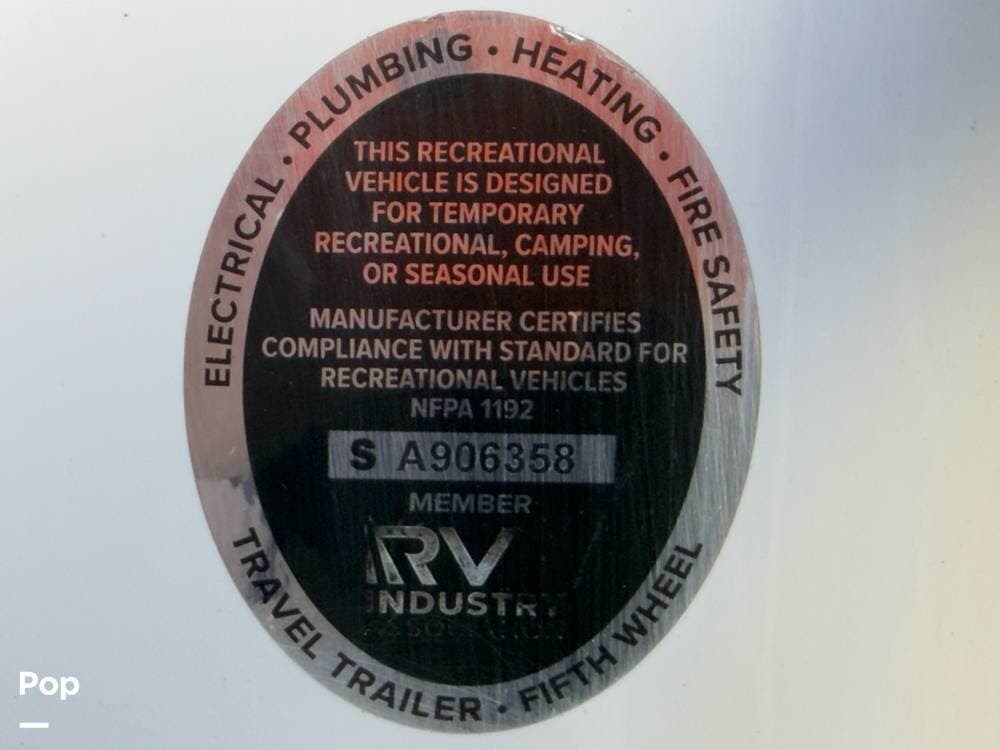 ELECTRICAL • PLUMBING • HEATING • FIRE SAFETY
THIS RECREATIONAL
VEHICLE IS DESIGNED
FOR TEMPORARY
RECREATIONAL, CAMPING,
OR SEASONAL USE
MANUFACTURER CERTIFIES
COMPLIANCE WITH STANDARD FOR
RECREATIONAL VEHICLES
NFPA 1192
S A906358
MEMBER
RV
INDUSTRY
TRAVEL TRAILER • FIFTH WHEEL
Pop